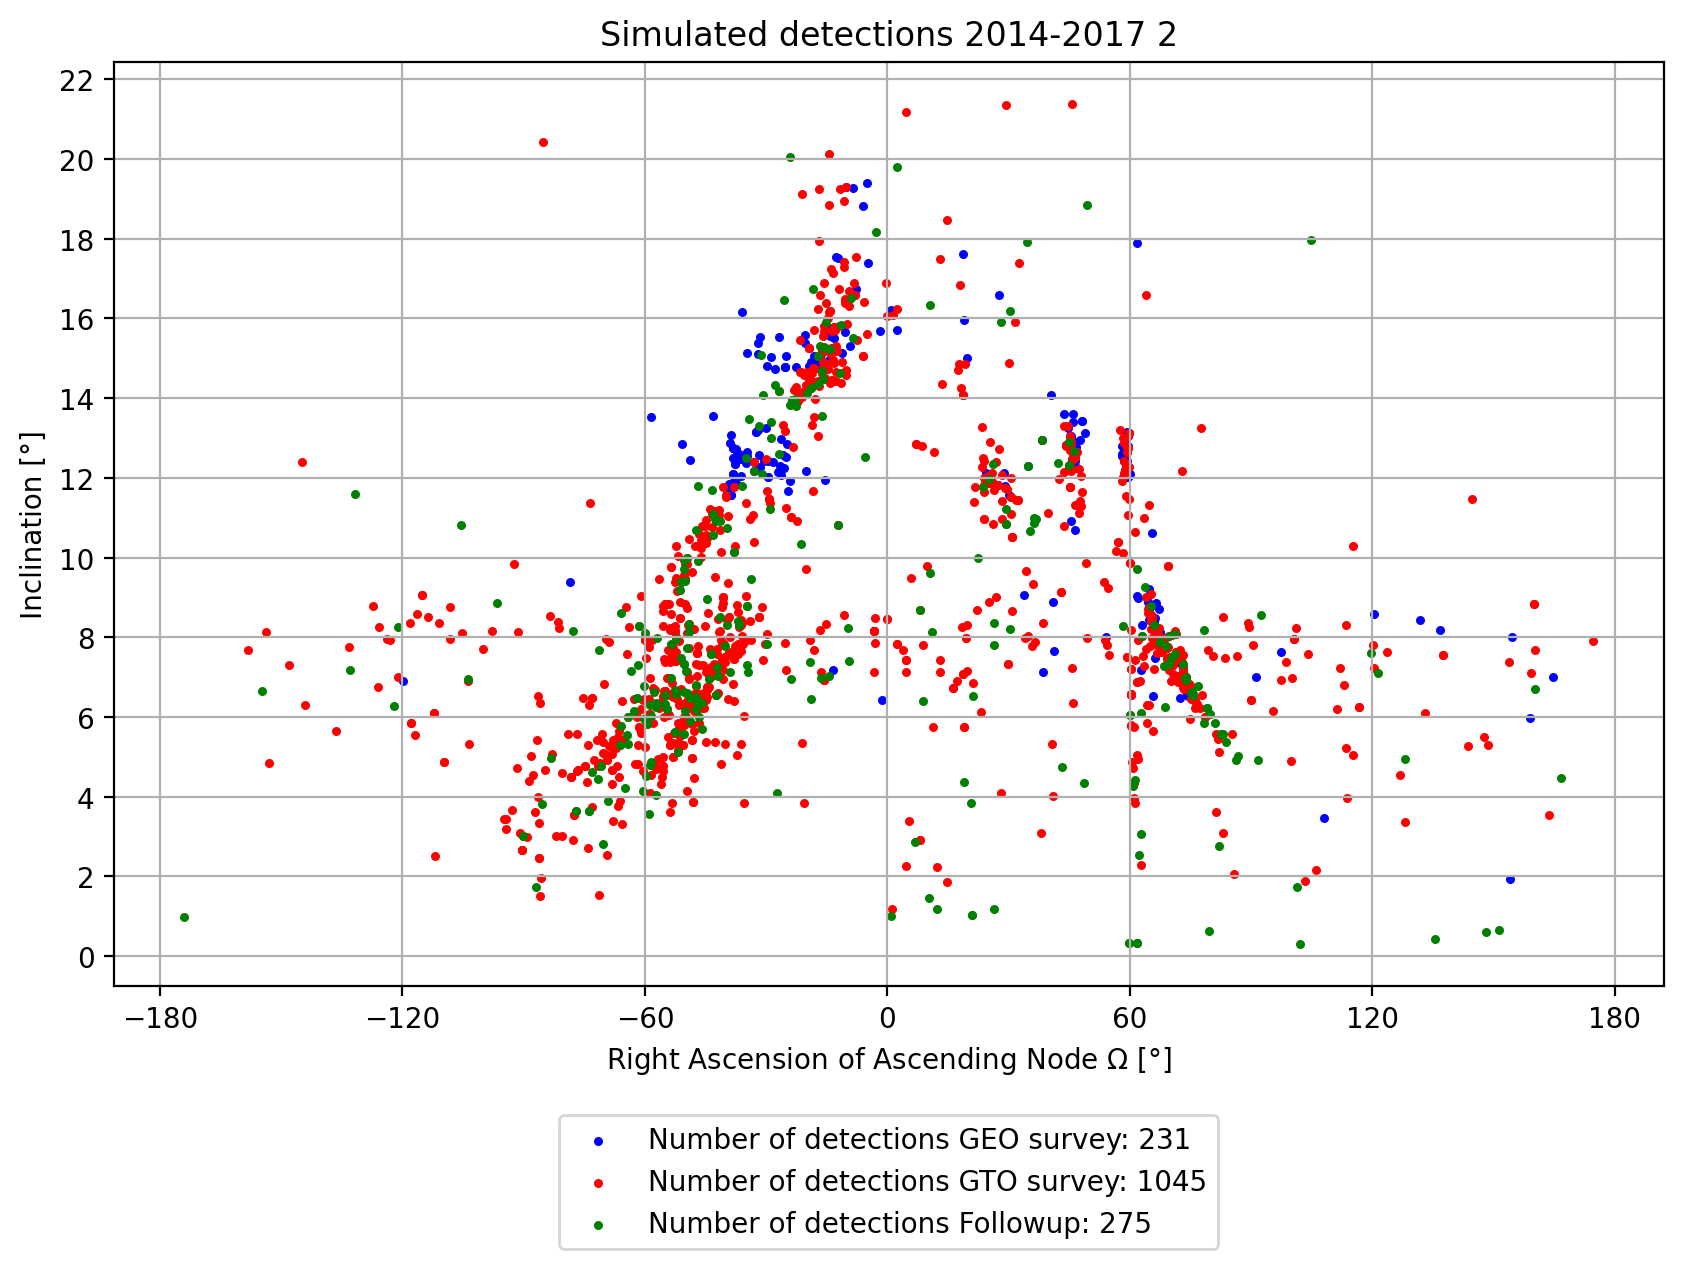 Simulated detections 2014-2017 2
22
20
18
16
14
12
10
8
6
4
2
0
Inclination [°]
−180 −120 −60 0 60 120 180
Right Ascension of Ascending Node Ω [°]
Number of detections GEO survey: 231
Number of detections GTO survey: 1045
Number of detections Followup: 275